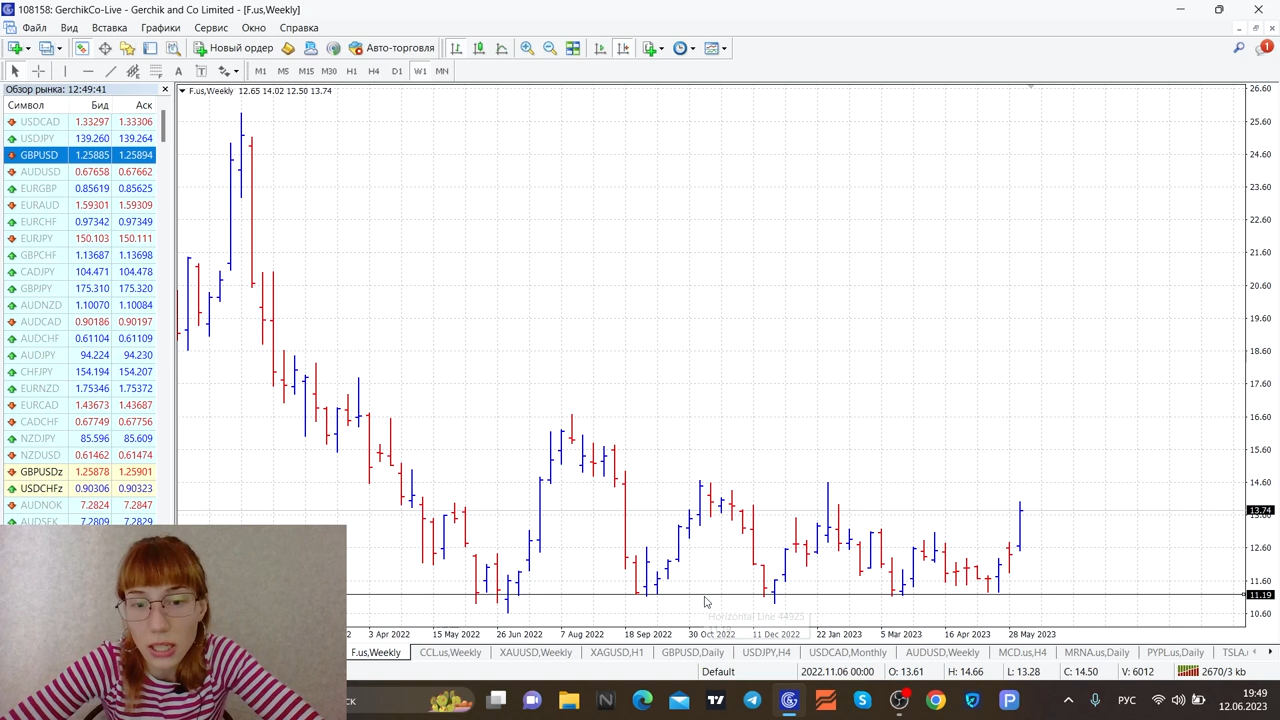 108158: GerchikCo-Live - Gerchik and Co Limited - [F.us,Weekly]
Файл Вид Вставка Графики Сервис Окно Справка
Новый ордер Авто-торговля
A T M1 M5 M15 M30 H1 H4 D1 W1 MN
Обзор рынка: 12:49:41
Символ Бид Аск
USDCAD 1.33297 1.33306
USDJPY 139.260 139.264
GBPUSD 1.25885 1.25894
AUDUSD 0.67658 0.67662
EURGBP 0.85619 0.85625
EURAUD 1.59301 1.59309
EURCHF 0.97342 0.97349
EURJPY 150.103 150.111
GBPCHF 1.13687 1.13698
CADJPY 104.471 104.478
GBPJPY 175.310 175.320
AUDNZD 1.10070 1.10084
AUDCAD 0.90186 0.90197
AUDCHF 0.61104 0.61109
AUDJPY 94.224 94.230
CHFJPY 154.194 154.207
EURNZD 1.75346 1.75372
EURCAD 1.43673 1.43687
CADCHF 0.67749 0.67756
NZDJPY 85.596 85.609
NZDUSD 0.61462 0.61474
GBPUSDz 1.25878 1.25901
USDCHFz 0.90306 0.90323
AUDNOK 7.2824 7.2847
AUDSEK 7.2809 7.2829
F.us,Weekly 12.65 14.02 12.50 13.74
26.60
25.60
24.60
23.60
22.60
21.60
20.60
19.60
18.60
17.60
16.60
15.60
14.60
13.74
13.60
12.60
11.60
11.19
10.60
Horizontal Line 44925
3 Apr 2022 15 May 2022 26 Jun 2022 7 Aug 2022 18 Sep 2022 30 Oct 2022 11 Dec 2022 22 Jan 2023 5 Mar 2023 16 Apr 2023 28 May 2023
F.us,Weekly CCL.us,Weekly XAUUSD,Weekly XAGUSD,H1 GBPUSD,Daily USDJPY,H4 USDCAD,Monthly AUDUSD,Weekly MCD.us,H4 MRNA.us,Daily PYPL.us,Daily TSLA.
Default 2022.11.06 00:00 O: 13.61 H: 14.66 L: 13.28 C: 14.50 V: 6012 2670/3 kb
ск РУС 19:49
12.06.2023